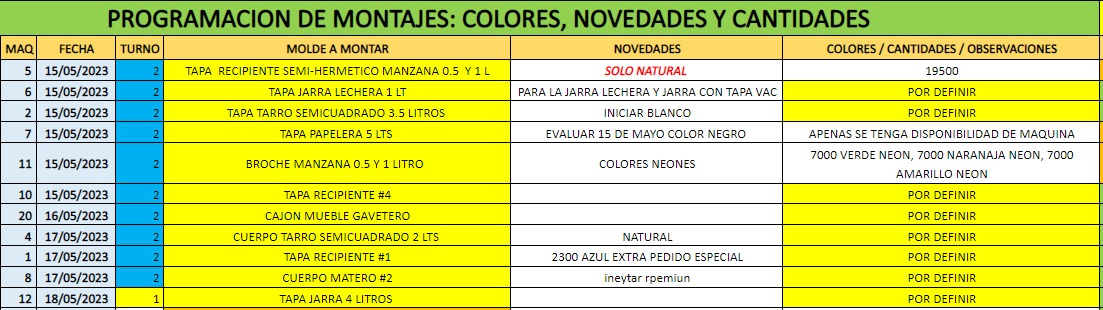 PROGRAMACION DE MONTAJES: COLORES, NOVEDADES Y CANTIDADES
MAQ FECHA TURNO MOLDE A MONTAR NOVEDADES COLORES / CANTIDADES / OBSERVACIONES
5 15/05/2023 2 TAPA RECIPIENTE SEMI-HERMETICO MANZANA 0.5 Y 1 L SOLO NATURAL 19500
6 15/05/2023 2 TAPA JARRA LECHERA 1 LT PARA LA JARRA LECHERA Y JARRA CON TAPA VAC POR DEFINIR
2 15/05/2023 2 TAPA TARRO SEMICUADRADO 3.5 LITROS INICIAR BLANCO POR DEFINIR
7 15/05/2023 2 TAPA PAPELERA 5 LTS EVALUAR 15 DE MAYO COLOR NEGRO APENAS SE TENGA DISPONIBILIDAD DE MAQUINA
11 15/05/2023 2 BROCHE MANZANA 0.5 Y 1 LITRO COLORES NEONES 7000 VERDE NEON, 7000 NARANAJA NEON, 7000
AMARILLO NEON
10 15/05/2023 2 TAPA RECIPIENTE #4 POR DEFINIR
20 16/05/2023 2 CAJON MUEBLE GAVETERO POR DEFINIR
4 17/05/2023 2 CUERPO TARRO SEMICUADRADO 2 LTS NATURAL POR DEFINIR
1 17/05/2023 2 TAPA RECIPIENTE #1 2300 AZUL EXTRA PEDIDO ESPECIAL POR DEFINIR
8 17/05/2023 2 CUERPO MATERO #2 ineytar rpemiun POR DEFINIR
12 18/05/2023 1 TAPA JARRA 4 LITROS POR DEFINIR